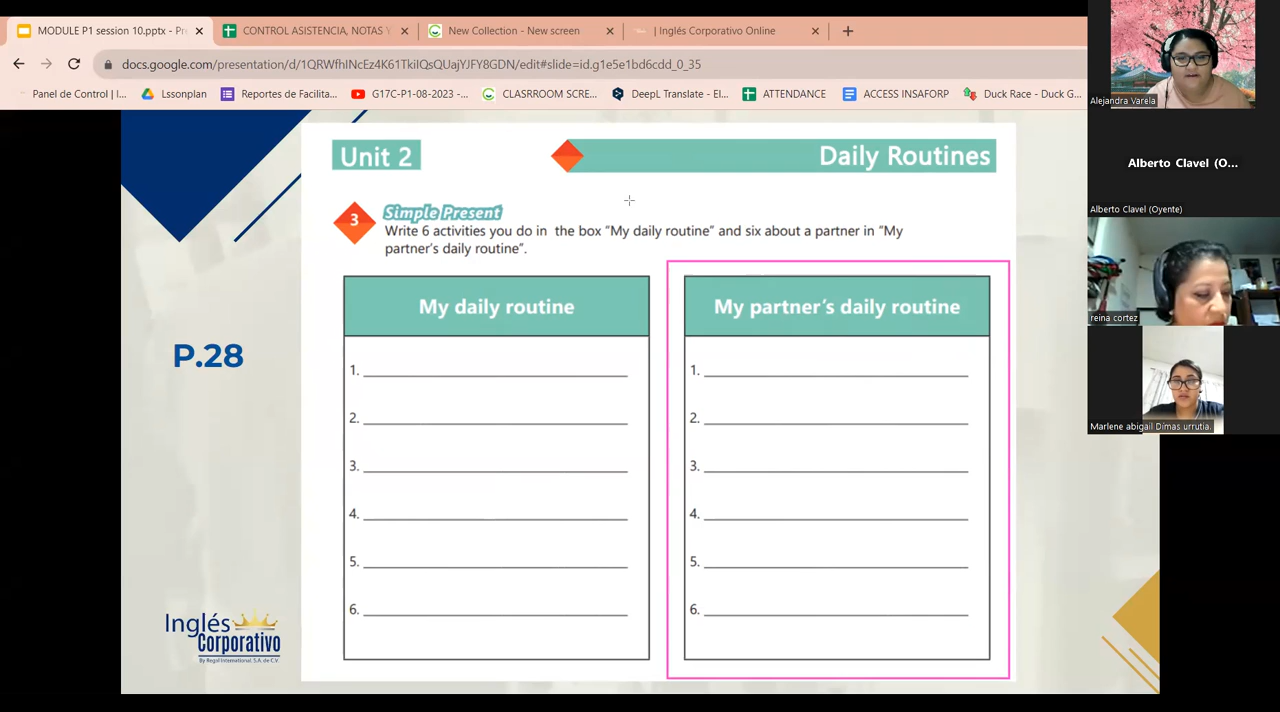 MODULE P1 session 10.pptx - Pr
CONTROL ASISTENCIA, NOTAS Y
New Collection - New screen
| Inglés Corporativo Online
docs.google.com/presentation/d/1QRWfhINcEz4K61TkiIQsQUajYJFY8GDN/edit#slide=id.g1e5e1bd6cdd_0_35
Panel de Control | I...
Lssonplan
Reportes de Facilita...
G17C-P1-08-2023 -...
CLASSROOM SCRE...
DeepL Translate - El...
ATTENDANCE
ACCESS INSAFORP
Duck Race - Duck G...
Unit 2
Daily Routines
3
Simple Present
Write 6 activities you do in the box "My daily routine" and six about a partner in "My
partner's daily routine".
My daily routine
1.
2.
3.
4.
5.
6.
My partner's daily routine
1.
2.
3.
4.
5.
6.
P.28
Inglés
Corporativo
By Regal International, S.A. de C.V.
Alejandra Varela
Alberto Clavel (O...
Alberto Clavel (Oyente)
reina cortez
Marlene abigail Dimas urrutia.